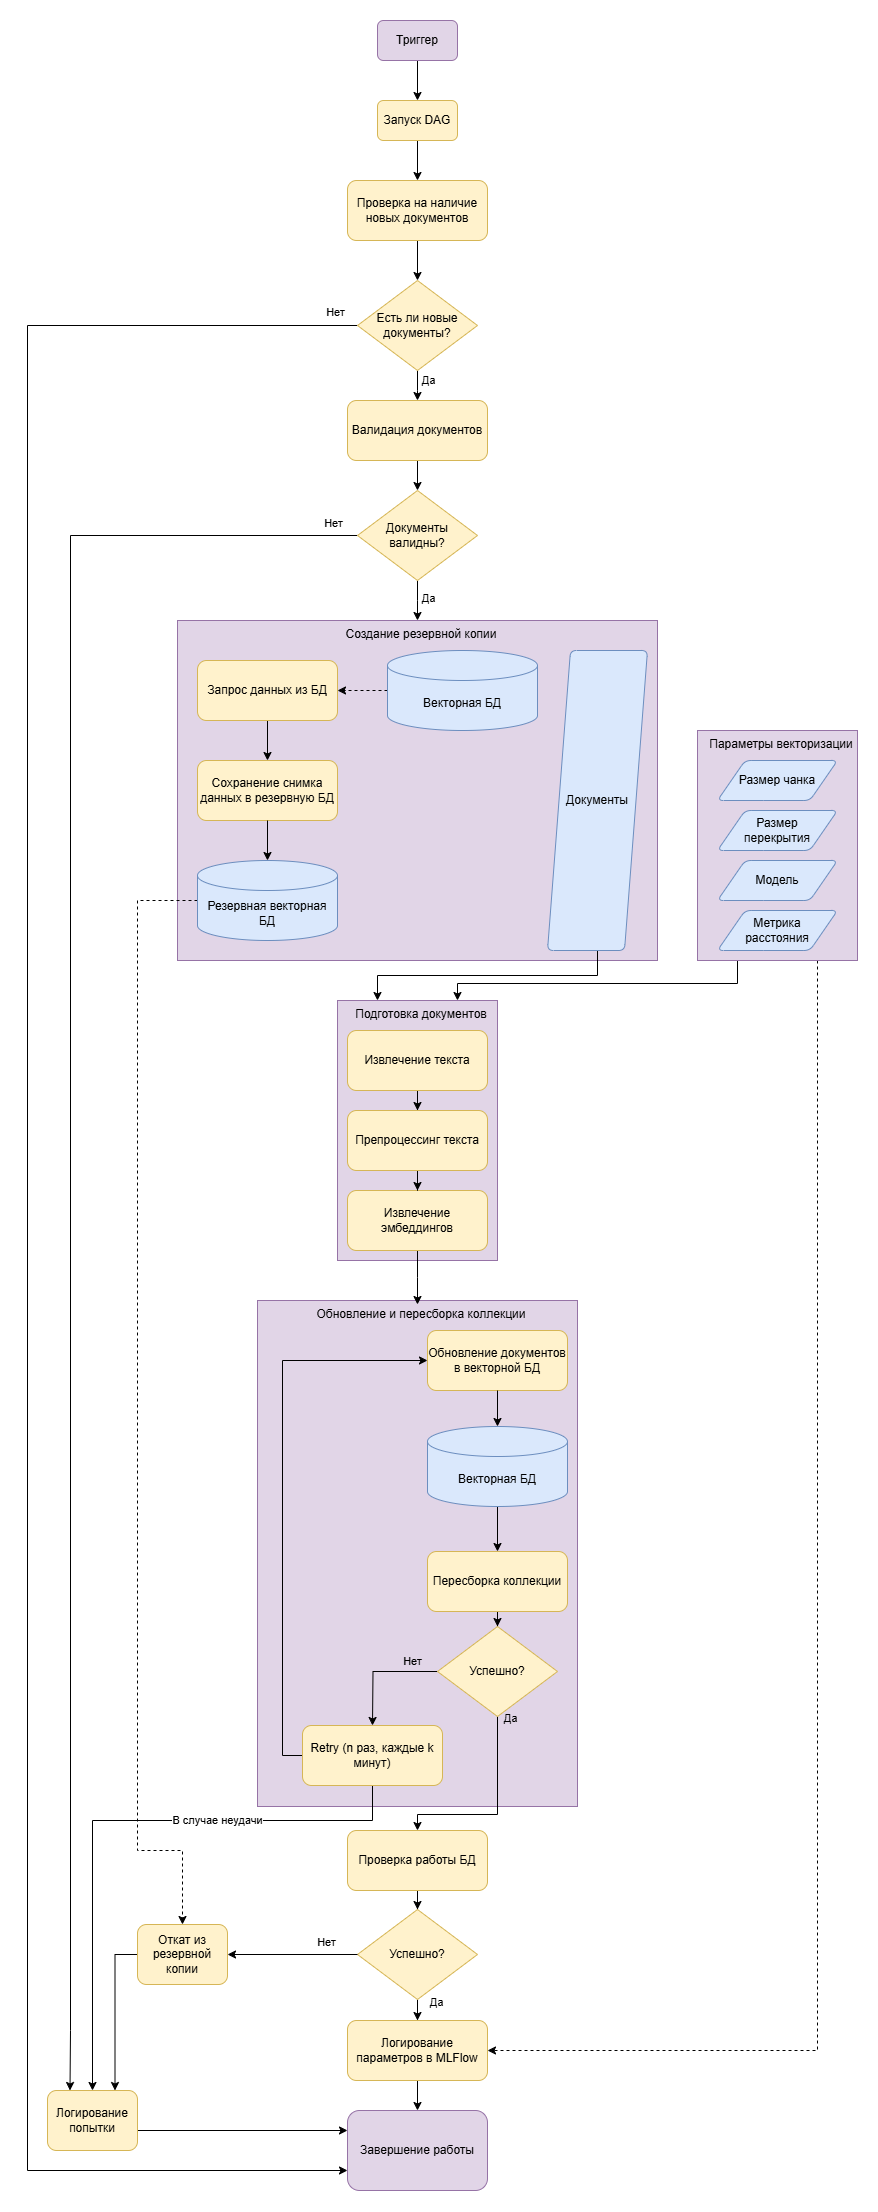 Триггер
Запуск DAG
Проверка на наличие
новых документов
Есть ли новые
документы?
Нет
Да
Валидация документов
Документы
валидны?
Нет
Да
Создание резервной копии
Запрос данных из БД
Векторная БД
Сохранение снимка
данных в резервную БД
Резервная векторная
БД
Документы
Параметры векторизации
Размер чанка
Размер
перекрытия
Модель
Метрика
расстояния
Подготовка документов
Извлечение текста
Препроцессинг текста
Извлечение
эмбеддингов
Обновление и пересборка коллекции
Обновление документов
в векторной БД
Векторная БД
Пересборка коллекции
Успешно?
Нет
Да
Retry (n раз, каждые k
минут)
В случае неудачи
Проверка работы БД
Успешно?
Нет
Да
Откат из
резервной
копии
Логирование
параметров в MLFlow
Логирование
попытки
Завершение работы